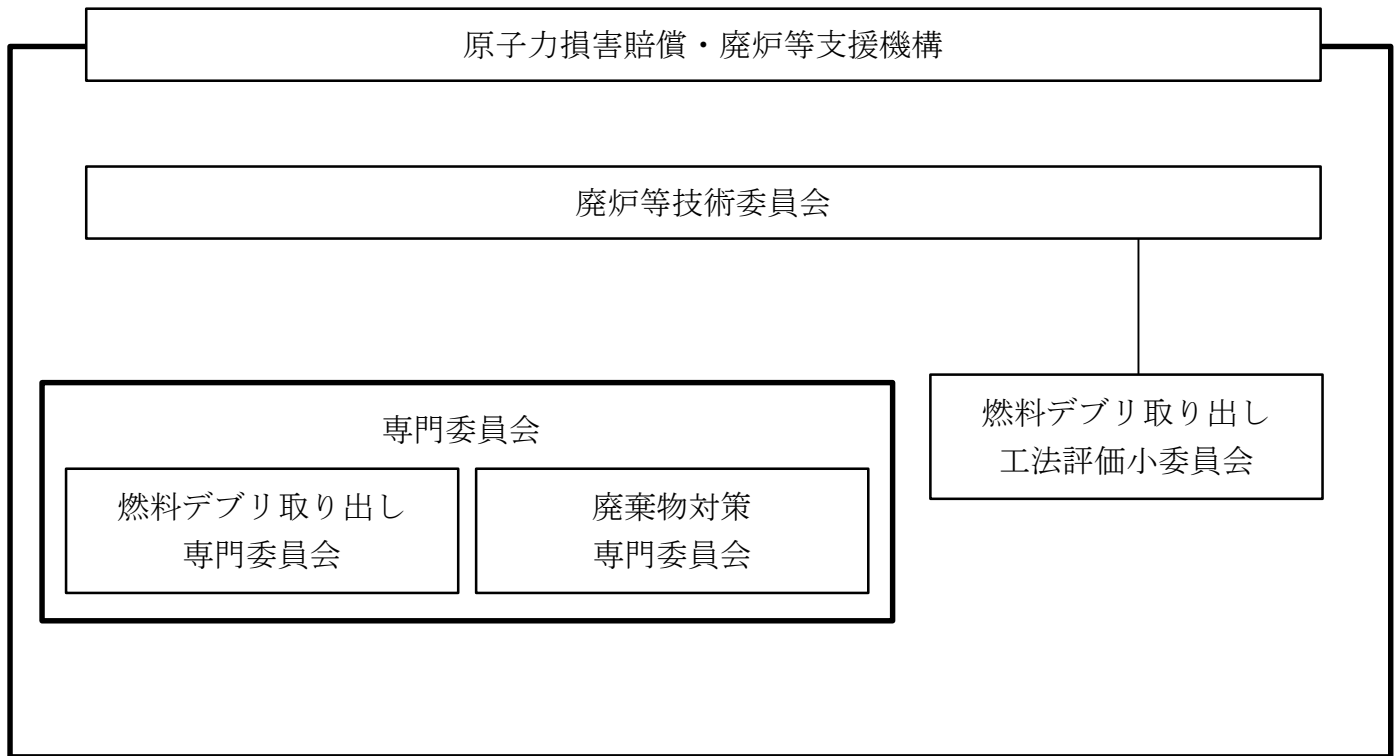 原子力損害賠償・廃炉等支援機構
廃炉等技術委員会
専門委員会
燃料デブリ取り出し
専門委員会
廃棄物対策
専門委員会
燃料デブリ取り出し
工法評価小委員会